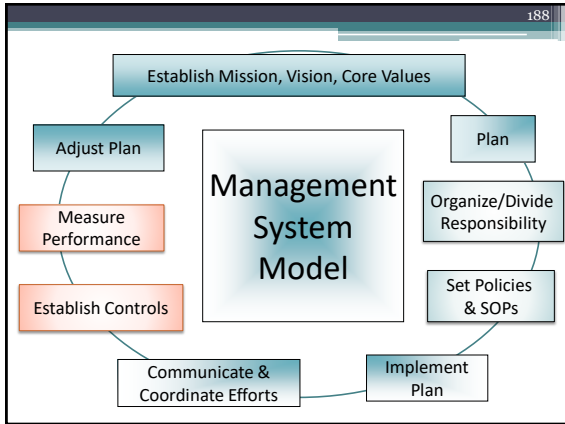 188
Establish Mission, Vision, Core Values
Plan
Organize/Divide
Responsibility
Set Policies
& SOPs
Implement
Plan
Communicate &
Coordinate Efforts
Establish Controls
Measure
Performance
Adjust Plan
Management
System
Model